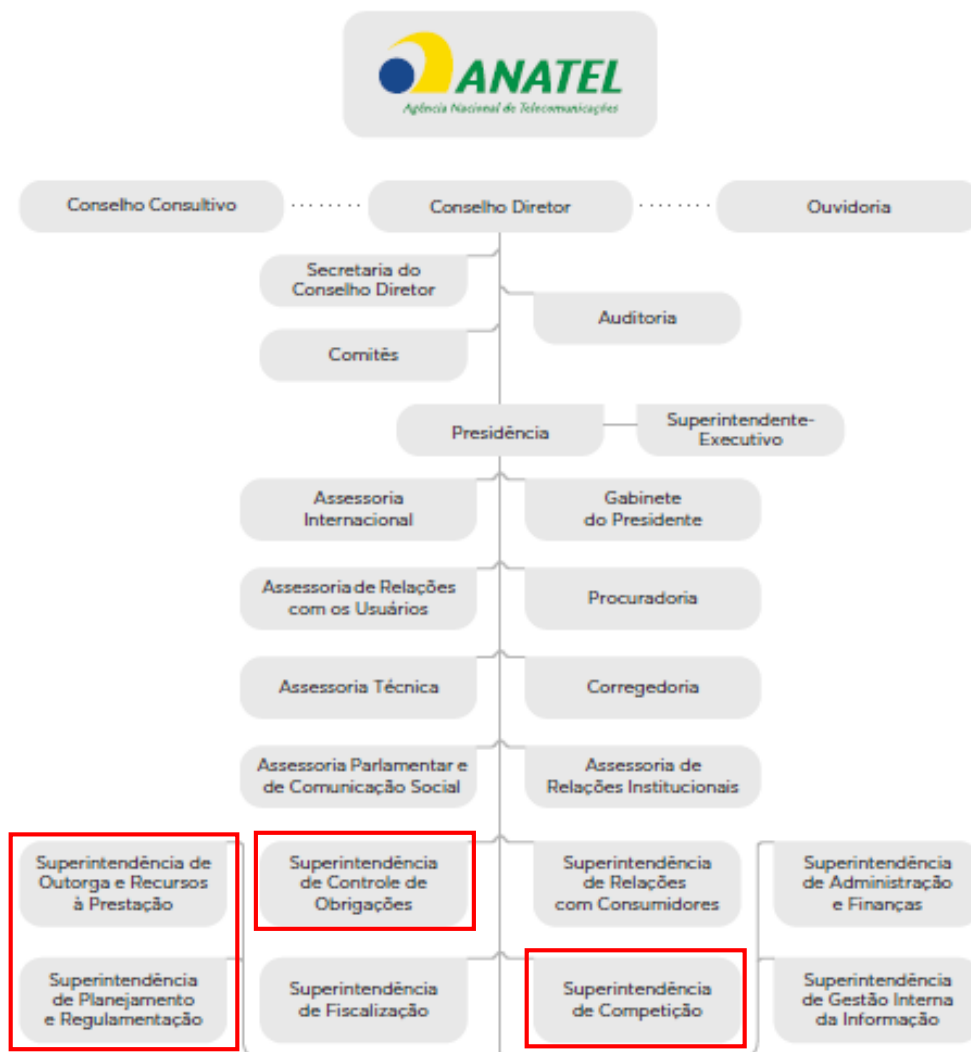 ANATEL
Agência Nacional de Telecomunicações
Conselho Consultivo
Conselho Diretor
Ouvidoria
Secretaria do
Conselho Diretor
Auditoria
Comitês
Presidência
Superintendente-
Executivo
Assessoria
Internacional
Gabinete
do Presidente
Assessoria de Relações
com os Usuários
Procuradoria
Assessoria Técnica
Corregedoria
Assessoria Parlamentar e
de Comunicação Social
Assessoria de
Relações Institucionais
Superintendência de
Outorga e Recursos
à Prestação
Superintendência
de Controle de
Obrigações
Superintendência
de Relações
com Consumidores
Superintendência
de Administração
e Finanças
Superintendência
de Planejamento
e Regulamentação
Superintendência
de Fiscalização
Superintendência
de Competição
Superintendência
de Gestão Interna
da Informação